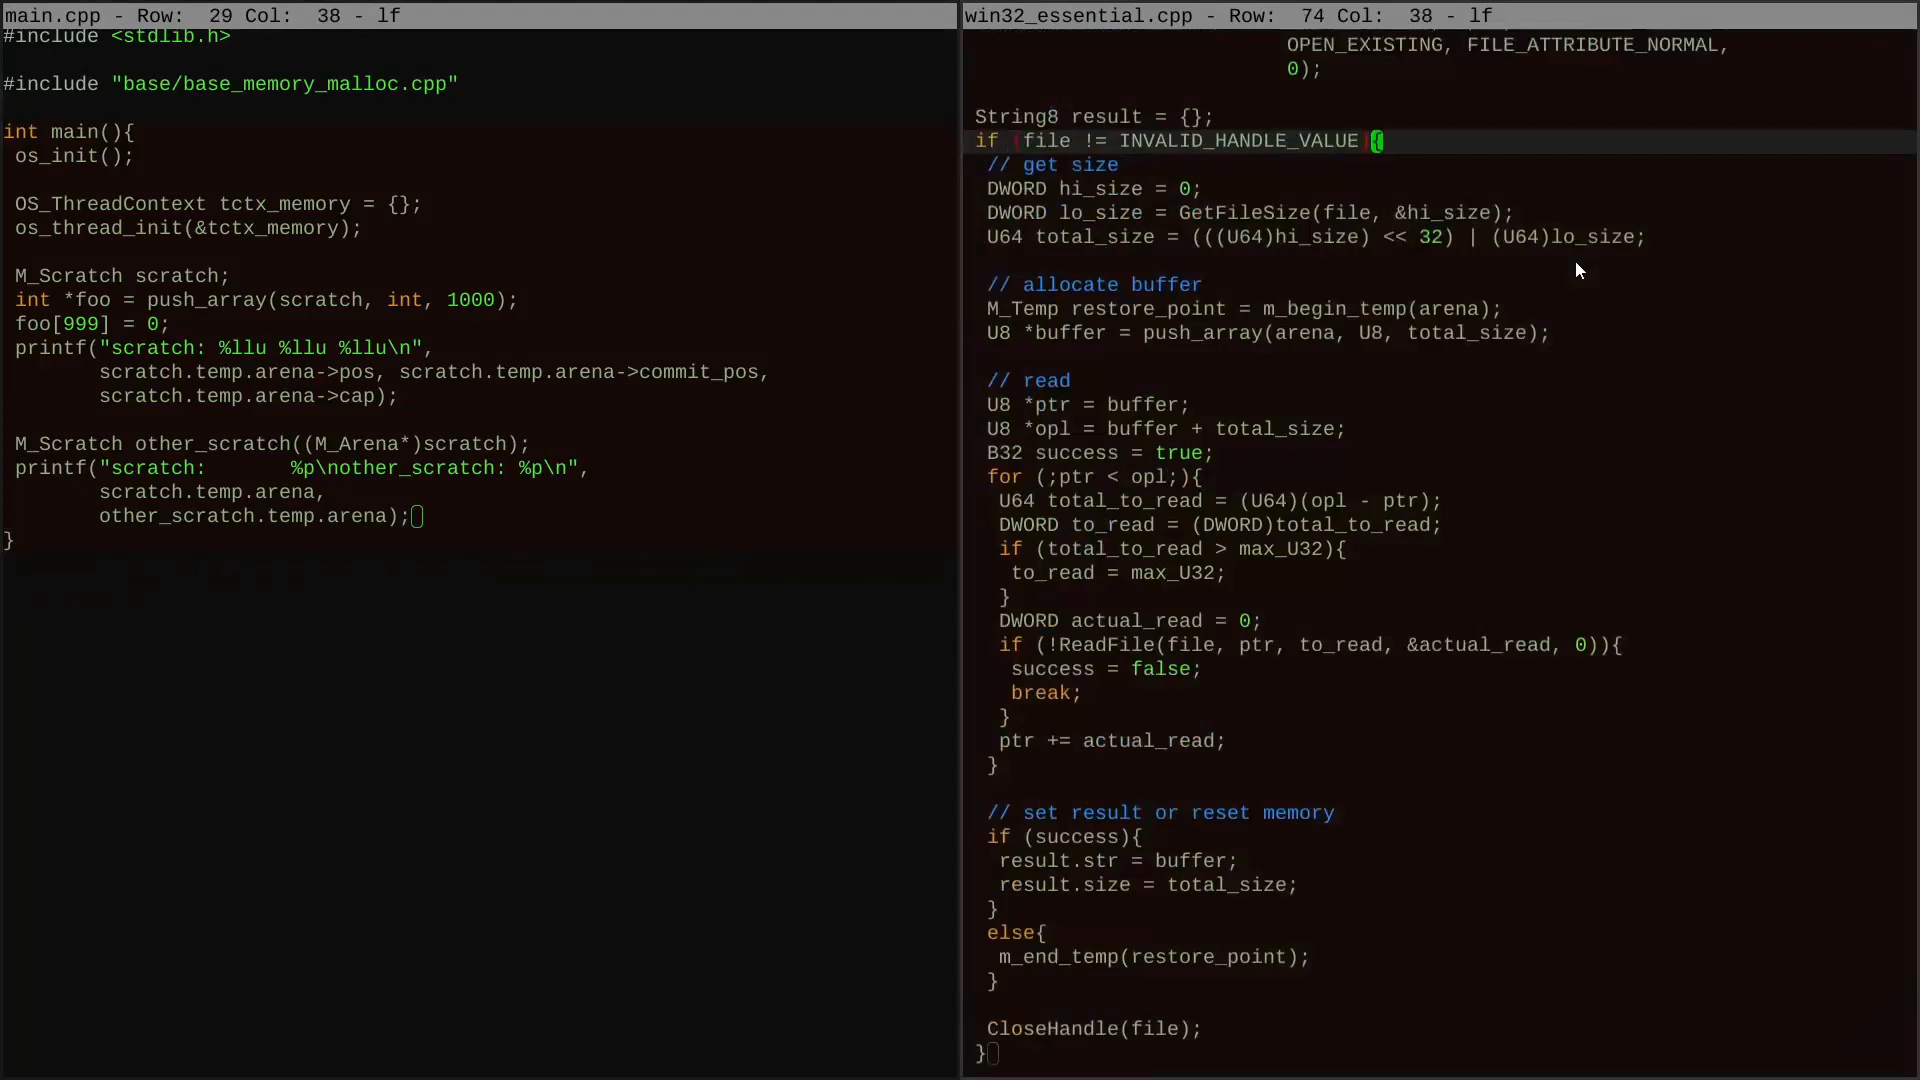 main.cpp - Row:  29 Col:  38 - lf
#include <stdlib.h>
#include "base/base_memory_malloc.cpp"
int main(){
os_init();
OS_ThreadContext tctx_memory = {};
os_thread_init(&tctx_memory);
M_Scratch scratch;
int *foo = push_array(scratch, int, 1000);
foo[999] = 0;
printf("scratch: %llu %llu %llu\n",
scratch.temp.arena->pos, scratch.temp.arena->commit_pos,
scratch.temp.arena->cap);
M_Scratch other_scratch((M_Arena*)scratch);
printf("scratch:       %p\nother_scratch: %p\n",
scratch.temp.arena,
other_scratch.temp.arena);
}
win32_essential.cpp - Row:  74 Col:  38 - lf
OPEN_EXISTING, FILE_ATTRIBUTE_NORMAL,
0);
String8 result = {};
if (file != INVALID_HANDLE_VALUE){
// get size
DWORD hi_size = 0;
DWORD lo_size = GetFileSize(file, &hi_size);
U64 total_size = (((U64)hi_size) << 32) | (U64)lo_size;
// allocate buffer
M_Temp restore_point = m_begin_temp(arena);
U8 *buffer = push_array(arena, U8, total_size);
// read
U8 *ptr = buffer;
U8 *opl = buffer + total_size;
B32 success = true;
for (;ptr < opl;){
U64 total_to_read = (U64)(opl - ptr);
DWORD to_read = (DWORD)total_to_read;
if (total_to_read > max_U32){
to_read = max_U32;
}
DWORD actual_read = 0;
if (!ReadFile(file, ptr, to_read, &actual_read, 0)){
success = false;
break;
}
ptr += actual_read;
}
// set result or reset memory
if (success){
result.str = buffer;
result.size = total_size;
}
else{
m_end_temp(restore_point);
}
CloseHandle(file);
}